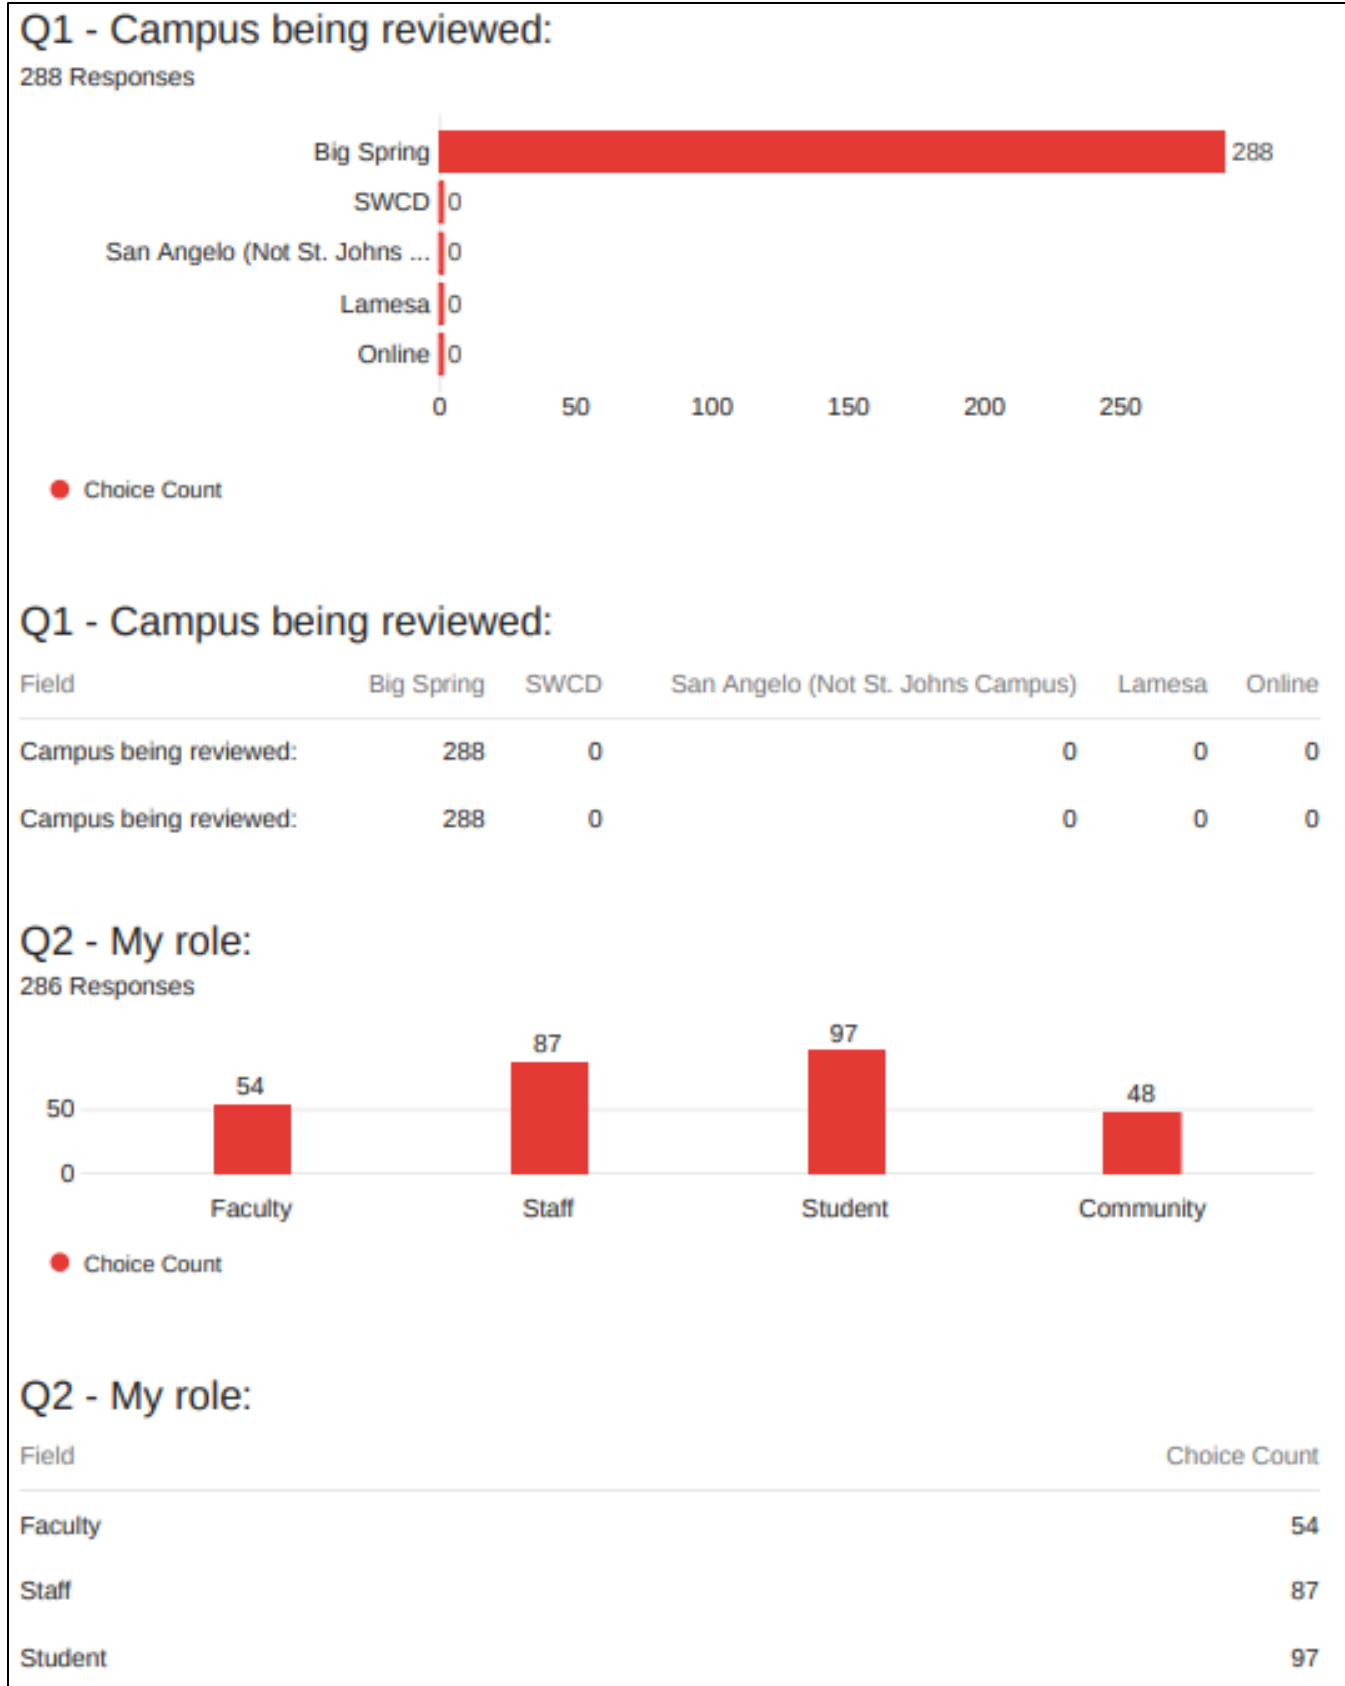 Q1 - Campus being reviewed:
288 Responses
Big Spring 288
SWCD 0
San Angelo (Not St. Johns ... 0
Lamesa 0
Online 0
0 50 100 150 200 250
Choice Count
Q1 - Campus being reviewed:
Field Big Spring SWCD San Angelo (Not St. Johns Campus) Lamesa Online
Campus being reviewed: 288 0 0 0 0
Campus being reviewed: 288 0 0 0 0
Q2 - My role:
286 Responses
54 87 97 48
50
0
Faculty Staff Student Community
Choice Count
Q2 - My role:
Field Choice Count
Faculty 54
Staff 87
Student 97